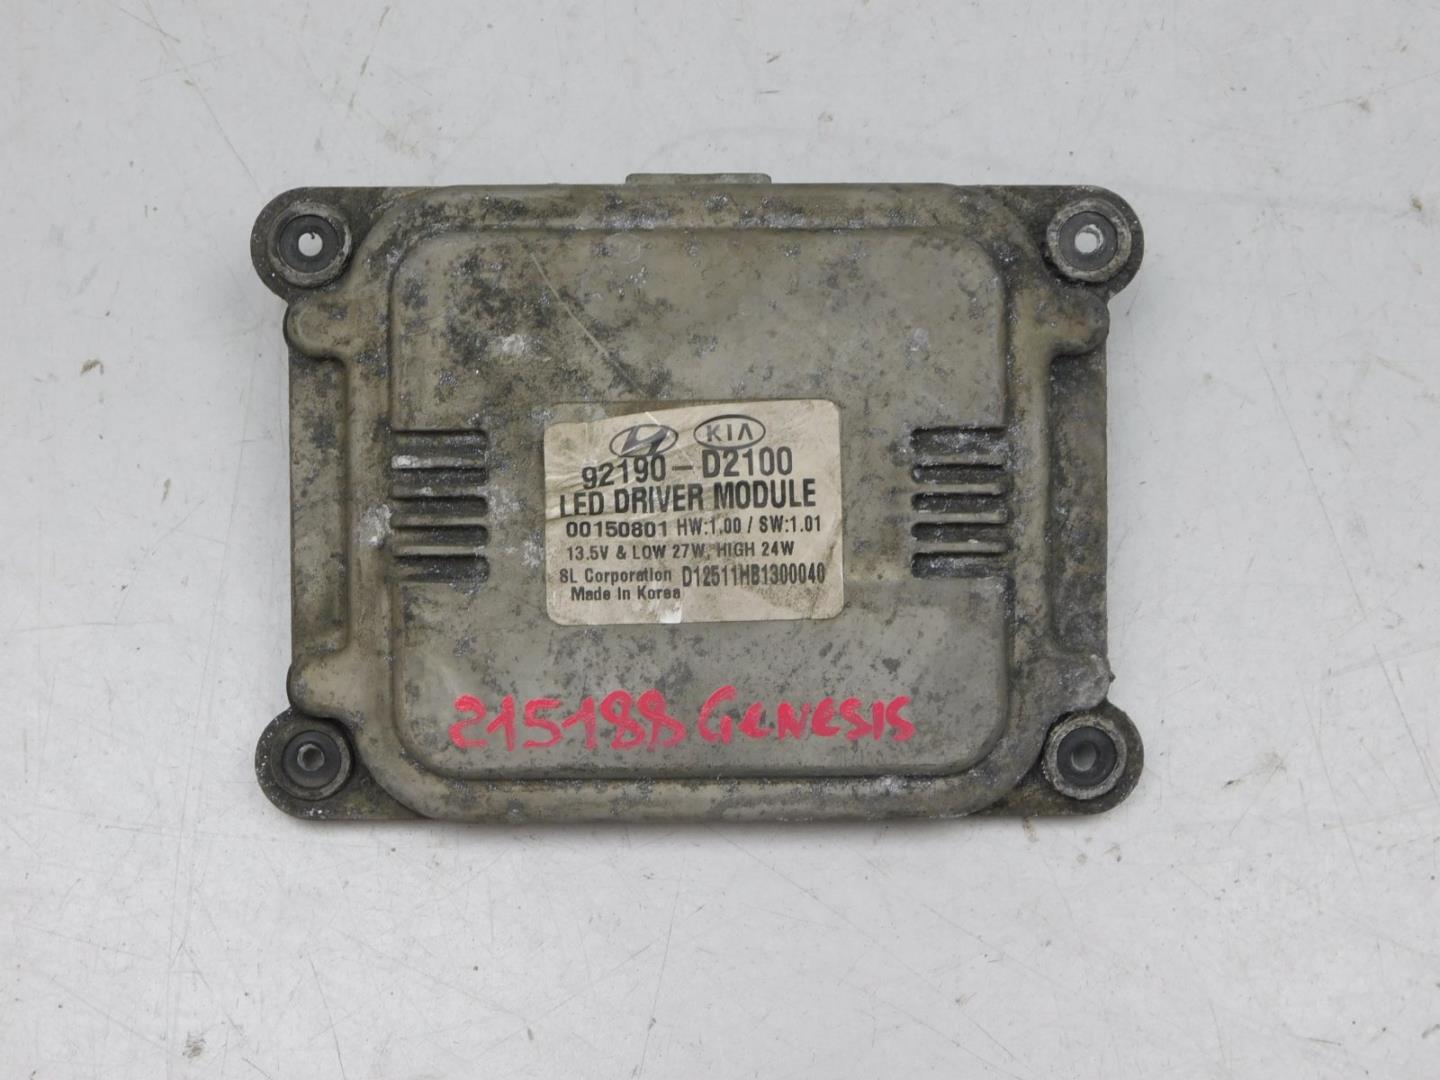 KIA
92190-D2100
LED DRIVER MODULE
00150801 HW:1.00 / SW:1.01
13.5V & LOW 27W, HIGH 24W
SL Corporation D12511HB1300040
Made In Korea
215188 GENESIS